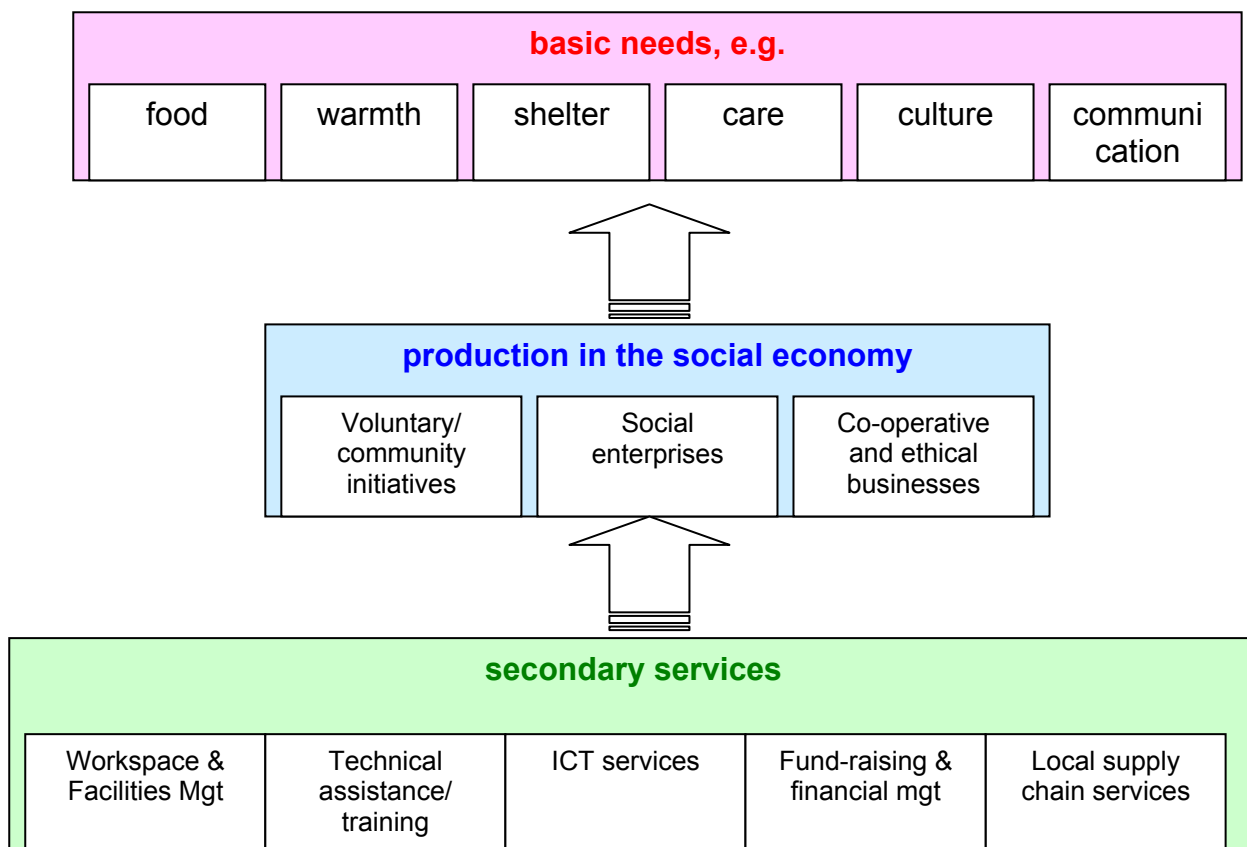 basic needs, e.g.
food
warmth
shelter
care
culture
communi
cation
production in the social economy
Voluntary/
community
initiatives
Social
enterprises
Co-operative
and ethical
businesses
secondary services
Workspace &
Facilities Mgt
Technical
assistance/
training
ICT services
Fund-raising &
financial mgt
Local supply
chain services